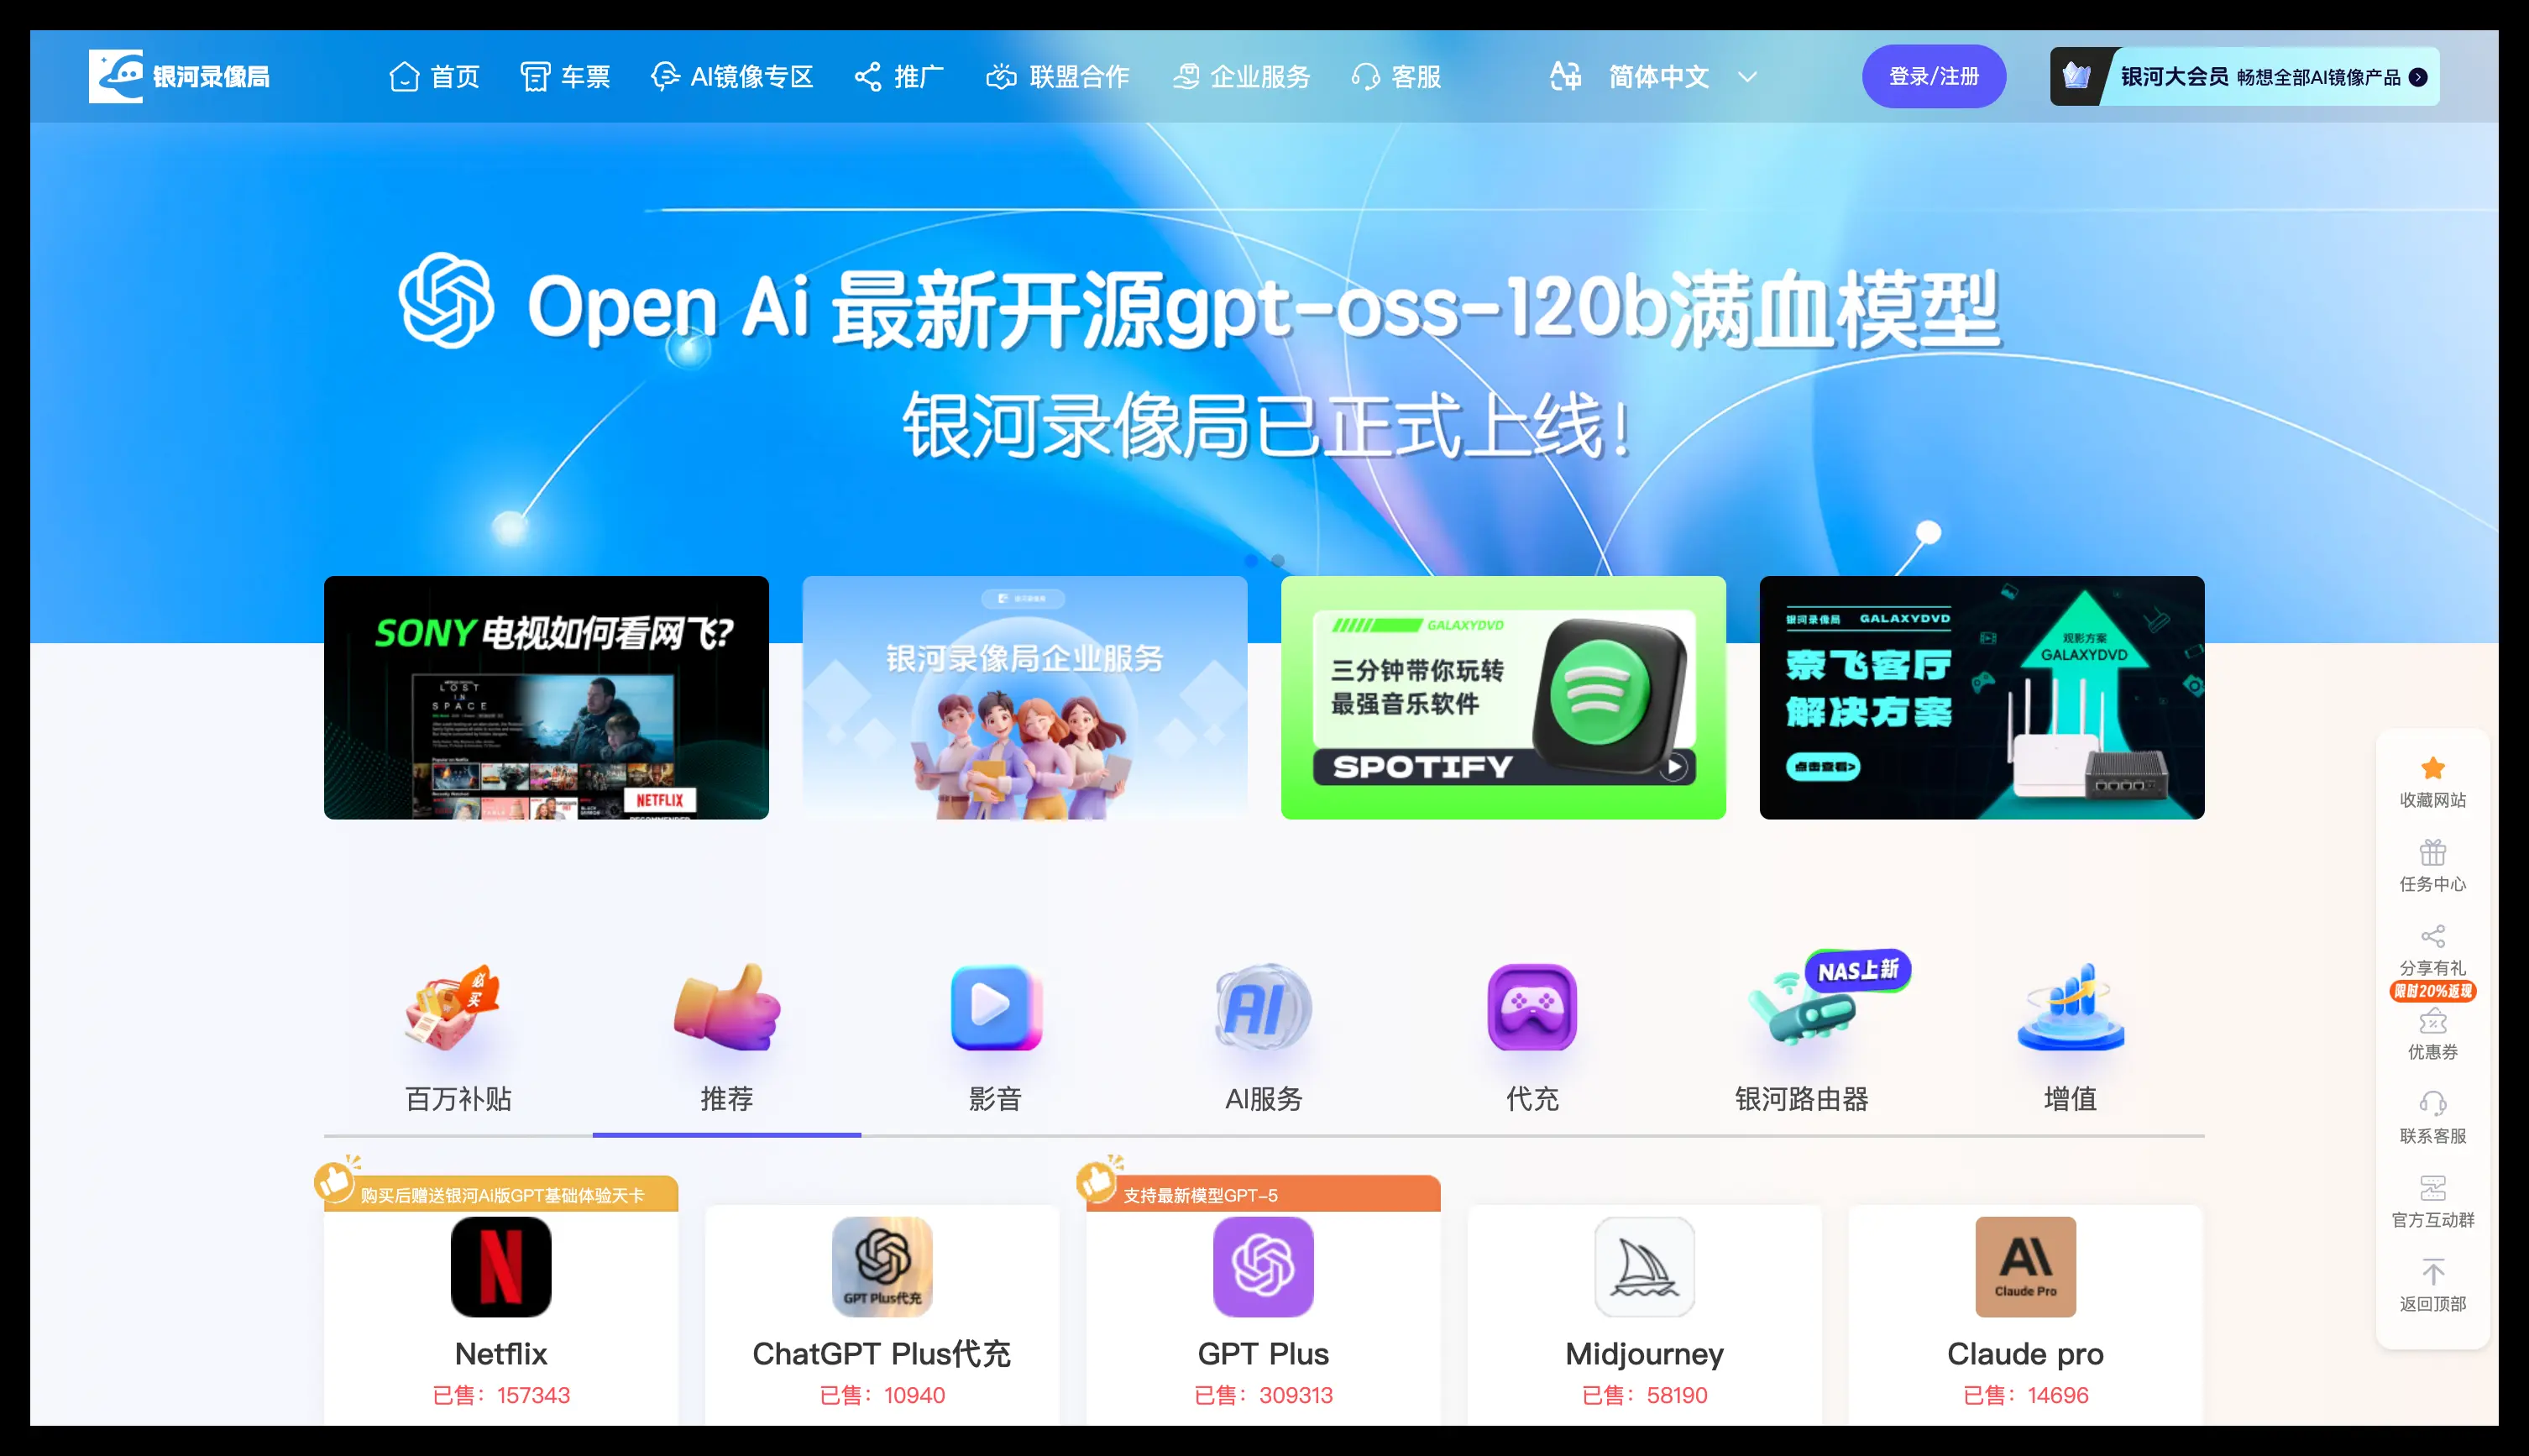 银河录像局
首页
车票
AI镜像专区
推广
联盟合作
企业服务
客服
简体中文
登录/注册
银河大会员 畅想全部AI镜像产品
Open Ai 最新开源gpt-oss-120b满血模型
银河录像局已正式上线！
SONY 电视如何看网飞？
LOST
IN
SPACE
NETFLIX
银河录像局
银河录像局企业服务
GALAXYDVD
三分钟带你玩转
最强音乐软件
SPOTIFY
银河录像局 GALAXYDVD
奈飞客厅
解决方案
点击查看>
观影方案
GALAXYDVD
收藏网站
任务中心
分享有礼
限时20%返现
优惠券
联系客服
官方互动群
返回顶部
必买
百万补贴
推荐
影音
AI
AI服务
代充
NAS上新
银河路由器
增值
购买后赠送银河Ai版GPT基础体验天卡
N
Netflix
已售：157343
GPT Plus代充
ChatGPT Plus代充
已售：10940
支持最新模型GPT-5
GPT Plus
已售：309313
Midjourney
已售：58190
AI
Claude Pro
Claude pro
已售：14696